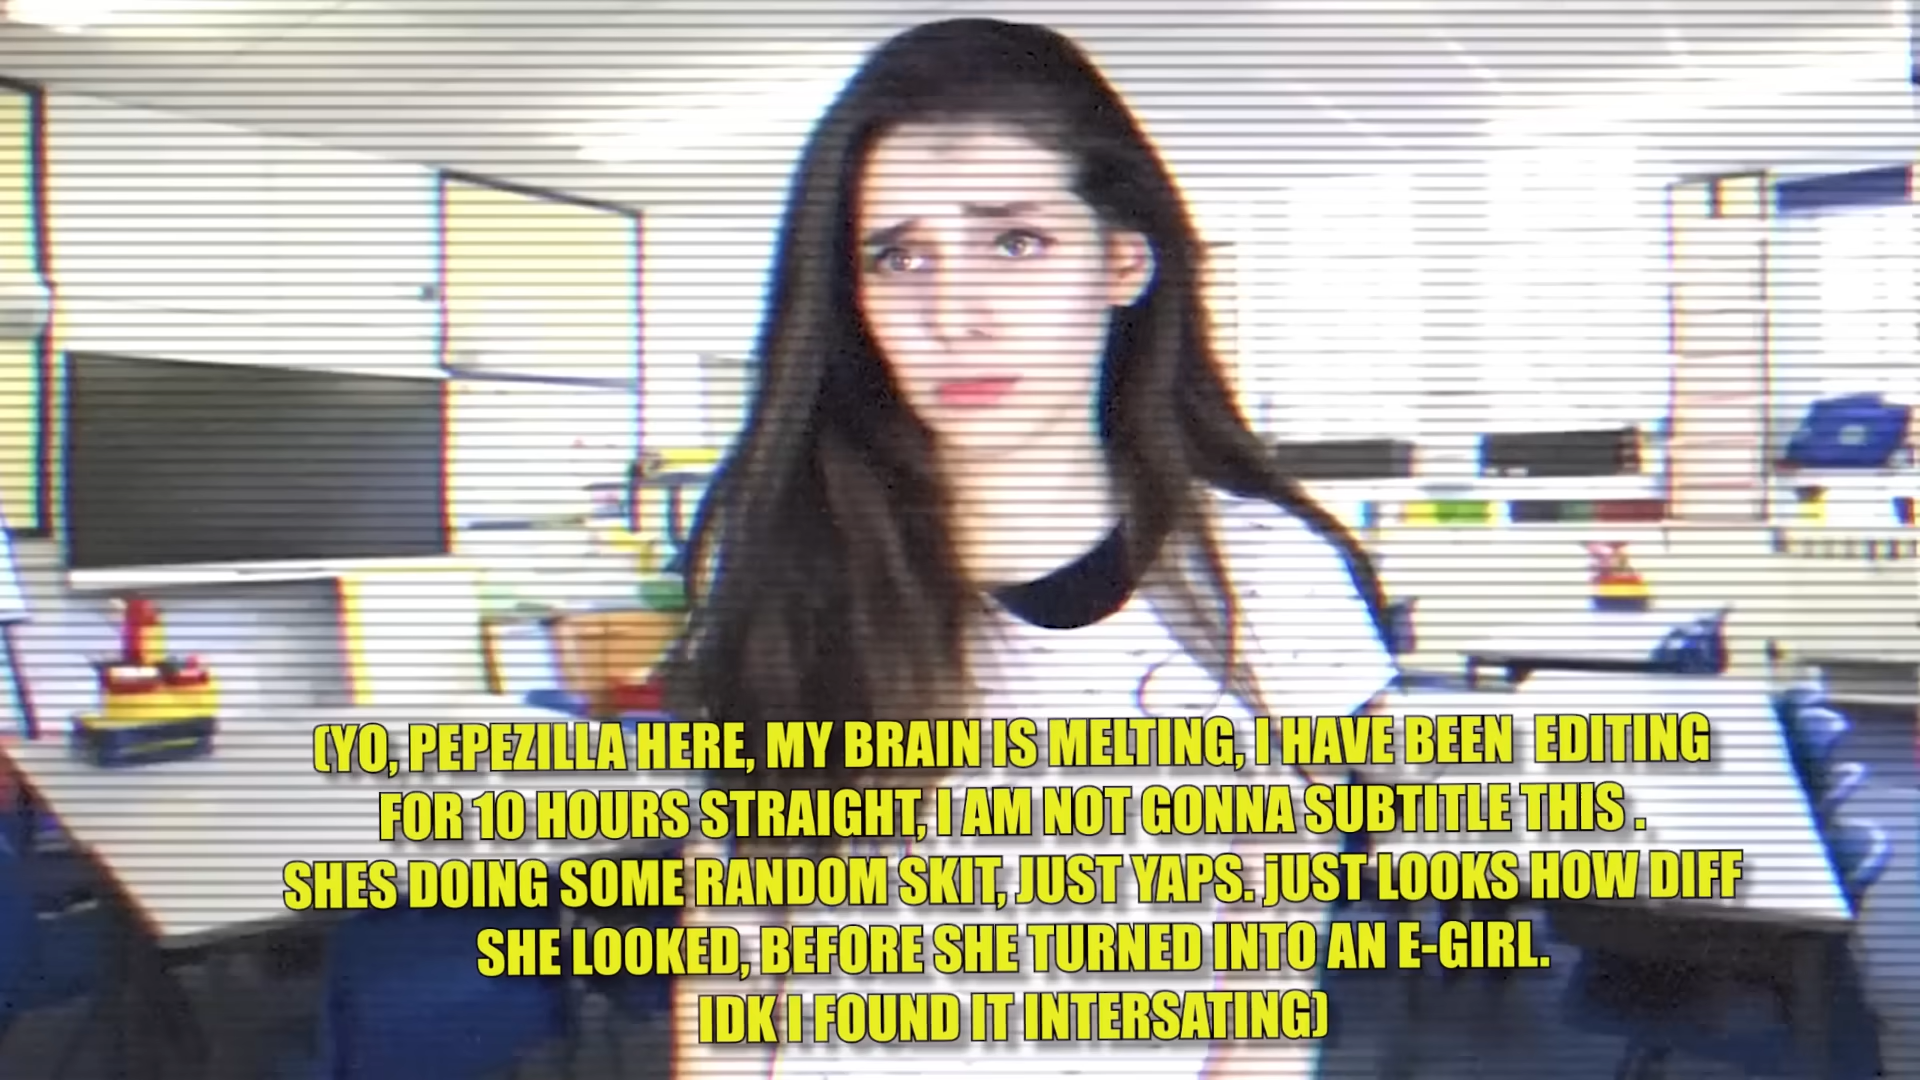 (YO, PEPEZILLA HERE, MY BRAIN IS MELTING, I HAVE BEEN EDITING
FOR 10 HOURS STRAIGHT, I AM NOT GONNA SUBTITLE THIS .
SHES DOING SOME RANDOM SKIT, JUST YAPS. jUST LOOKS HOW DIFF
SHE LOOKED, BEFORE SHE TURNED INTO AN E-GIRL.
IDK I FOUND IT INTERSATING)